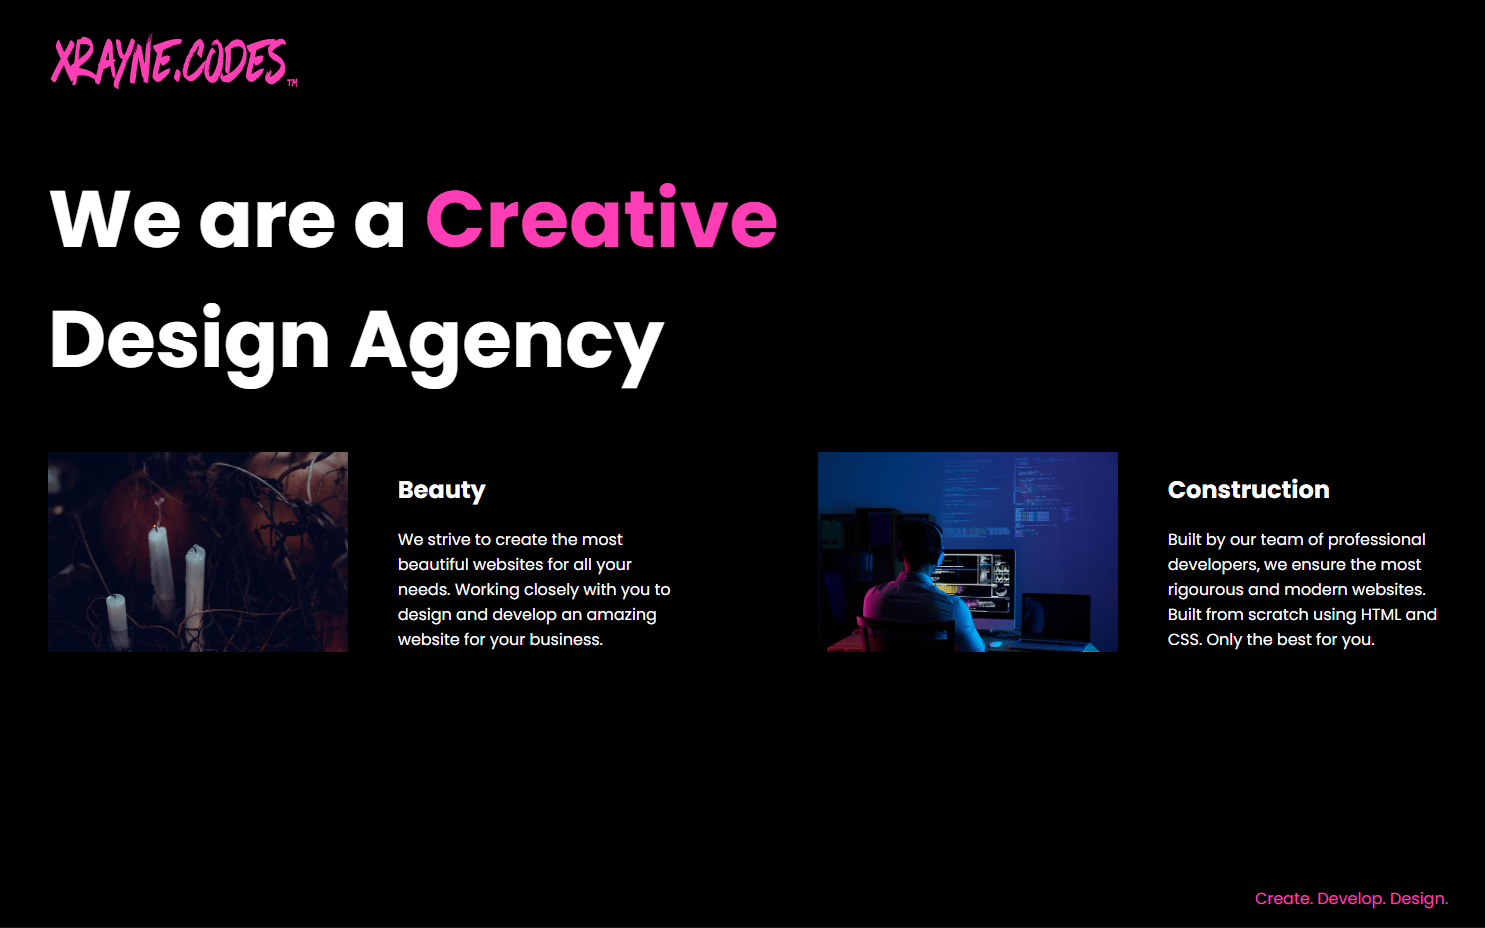 XRAYNE.CODES™
We are a Creative
Design Agency
Beauty
We strive to create the most
beautiful websites for all your
needs. Working closely with you to
design and develop an amazing
website for your business.
Construction
Built by our team of professional
developers, we ensure the most
rigourous and modern websites.
Built from scratch using HTML and
CSS. Only the best for you.
Create. Develop. Design.